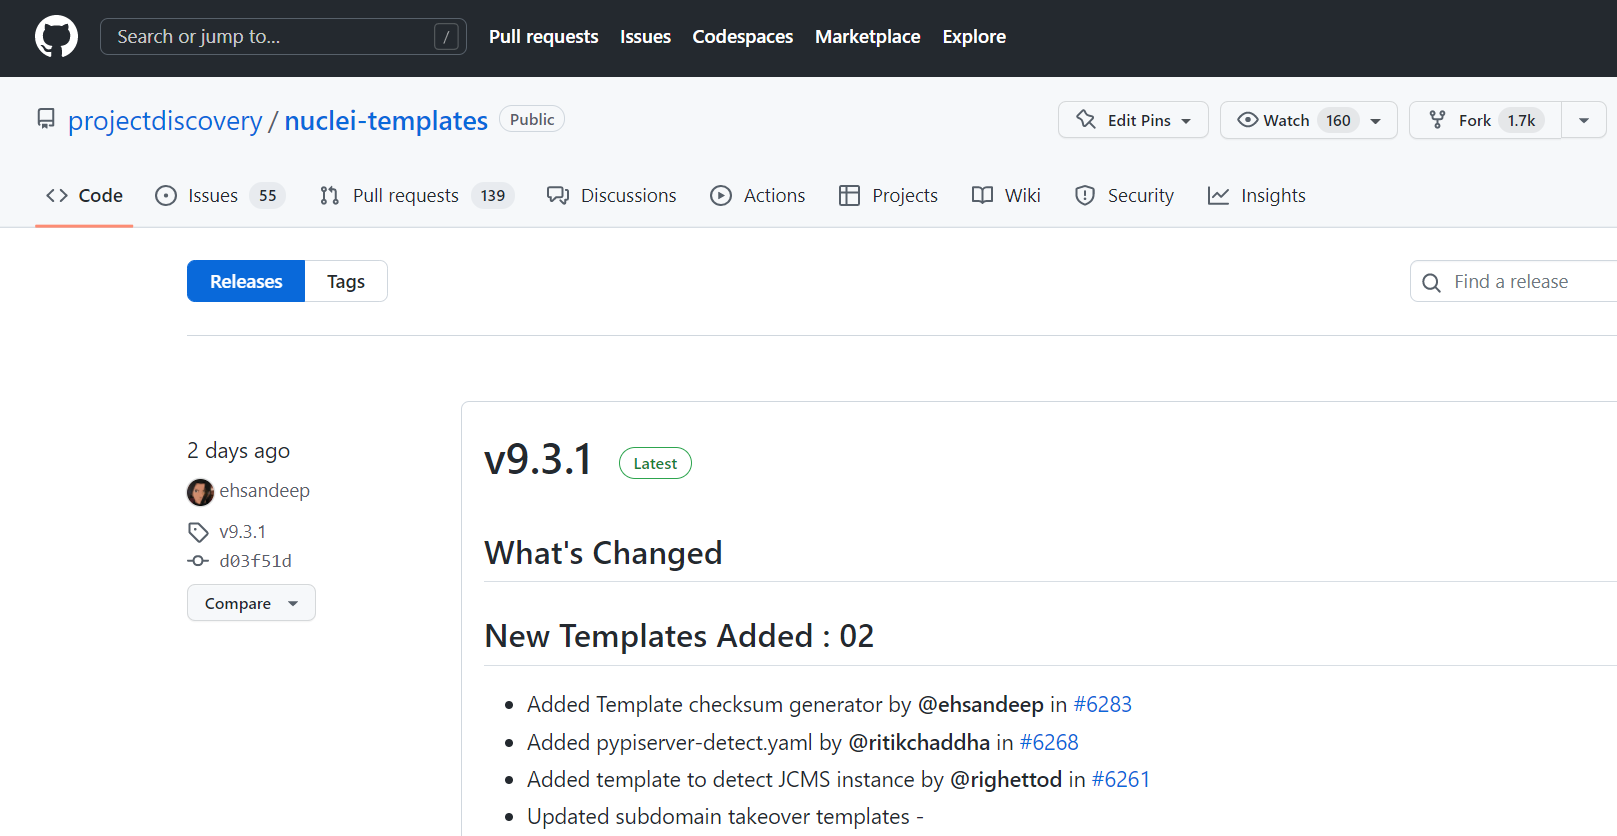 Search or jump to... / Pull requests Issues Codespaces Marketplace Explore
projectdiscovery / nuclei-templates Public Edit Pins Watch 160 Fork 1.7k
Code Issues 55 Pull requests 139 Discussions Actions Projects Wiki Security Insights
Releases Tags Find a release
2 days ago
ehsandeep
v9.3.1
d03f51d
Compare
v9.3.1 Latest
What's Changed
New Templates Added : 02
• Added Template checksum generator by @ehsandeep in #6283
• Added pypiserver-detect.yaml by @ritikchaddha in #6268
• Added template to detect JCMS instance by @righettod in #6261
• Updated subdomain takeover templates -